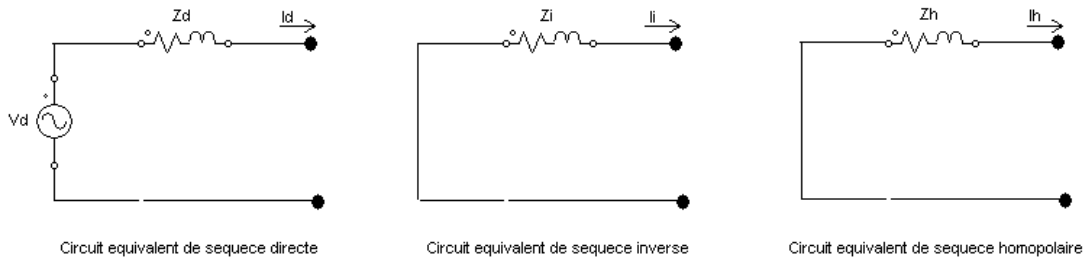 Zd
Id
Vd
Circuit equivalent de sequece directe
Zi
Ii
Circuit equivalent de sequece inverse
Zh
Ih
Circuit equivalent de sequece homopolaire